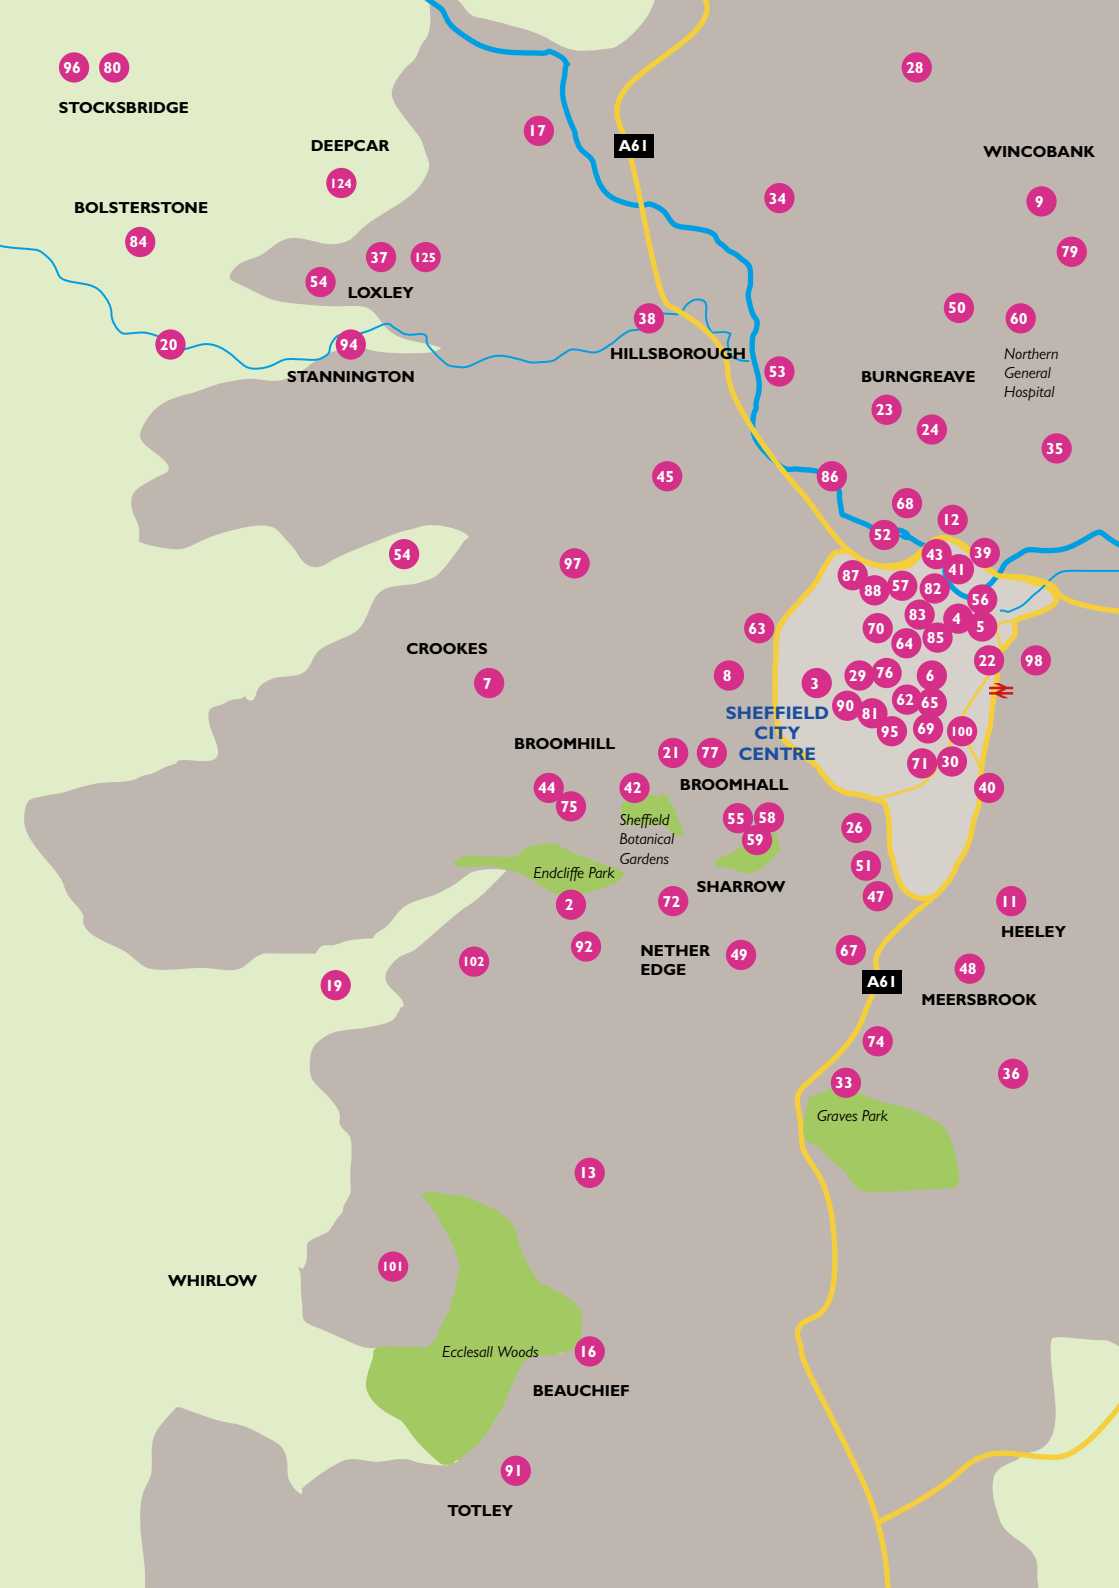 96 80
28
STOCKSBRIDGE
17
DEEPCAR
A61
WINCOBANK
124
34
9
BOLSTERSTONE
84
37 125
79
54
LOXLEY
50
60
38
20
94
HILLSBOROUGH
Northern
General
Hospital
STANNINGTON
53
BURNGREAVE
23
24
35
45
86
68
12
52
54
97
43
39
41
87
88
57
82
56
83
4
5
63
70
64
85
CROOKES
22
98
7
8
3
29
76
6
62
65
90
81
SHEFFIELD
CITY
CENTRE
95
69
100
BROOMHILL
21
77
71
30
44
75
42
BROOMHALL
40
Sheffield
Botanical
Gardens
55
58
59
26
51
Endcliffe Park
SHARROW
47
2
72
11
HEELEY
92
102
NETHER
EDGE
49
67
48
19
A61
MEERSBROOK
74
33
36
Graves Park
13
101
WHIRLOW
Ecclesall Woods
16
BEAUCHIEF
91
TOTLEY